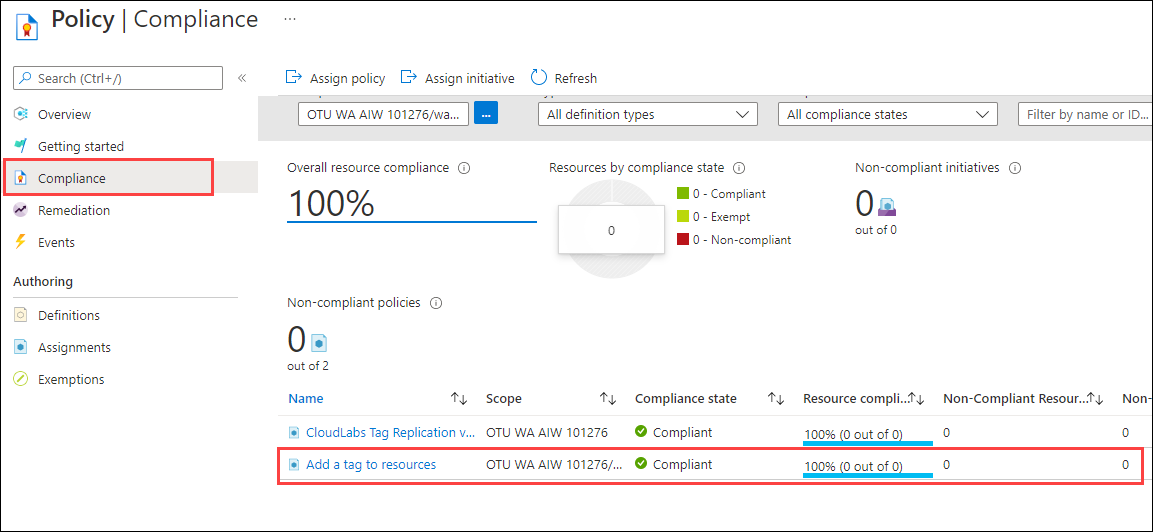 Policy | Compliance ...
Search (Ctrl+/)
«
Overview
Getting started
Compliance
Remediation
Events
Authoring
Definitions
Assignments
Exemptions
Assign policy Assign initiative Refresh
OTU WA AIW 101276/wa... ... All definition types All compliance states Filter by name or ID...
Overall resource compliance
100%
Resources by compliance state
0
0 - Compliant
0 - Exempt
0 - Non-compliant
Non-compliant initiatives
0
out of 0
Non-compliant policies
0
out of 2
Name Scope Compliance state Resource compli... Non-Compliant Resour... Non-
CloudLabs Tag Replication v... OTU WA AIW 101276 Compliant 100% (0 out of 0) 0 0
Add a tag to resources OTU WA AIW 101276/... Compliant 100% (0 out of 0) 0 0